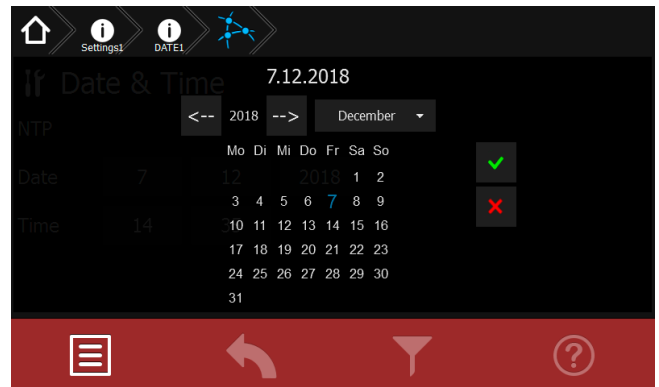 Settings1 DATE1
7.12.2018
Date & Time
<-- 2018 --> December
NTP
Mo Di Mi Do Fr Sa So
Date 7 12 2018
1 2
3 4 5 6 7 8 9
Time 14 3
10 11 12 13 14 15 16
17 18 19 20 21 22 23
24 25 26 27 28 29 30
31
?